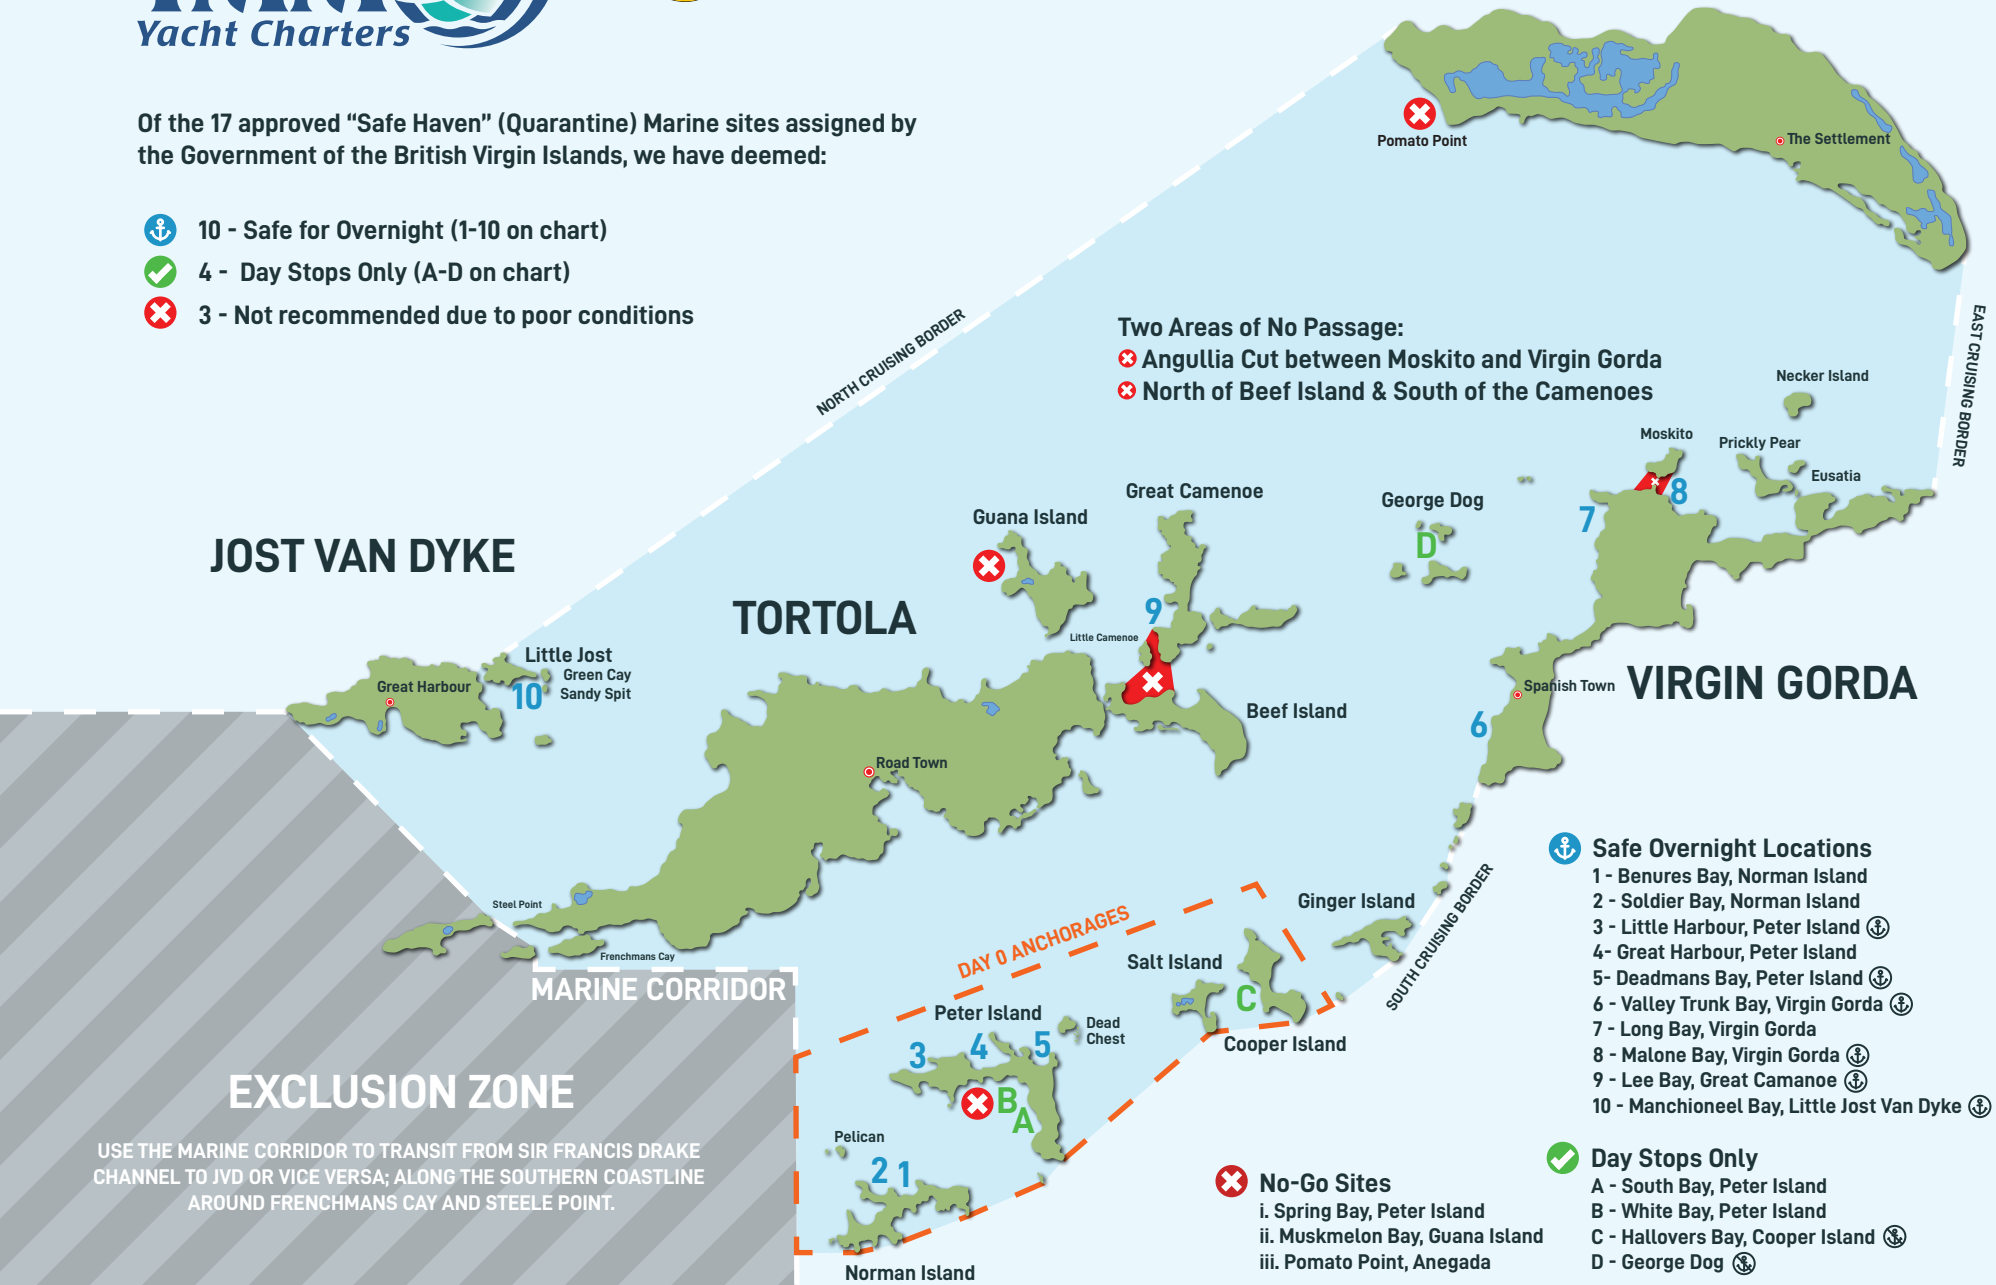 Yacht Charters
Of the 17 approved “Safe Haven” (Quarantine) Marine sites assigned by
the Government of the British Virgin Islands, we have deemed:
10 - Safe for Overnight (1-10 on chart)
4 - Day Stops Only (A-D on chart)
3 - Not recommended due to poor conditions
Pomato Point
The Settlement
NORTH CRUISING BORDER
EAST CRUISING BORDER
Two Areas of No Passage:
Angullia Cut between Moskito and Virgin Gorda
North of Beef Island & South of the Camenoes
Necker Island
Moskito
Prickly Pear
Eusatia
8
7
George Dog
D
Great Camenoe
Guana Island
9
Little Camenoe
JOST VAN DYKE
TORTOLA
Little Jost
Green Cay
Sandy Spit
Great Harbour
10
Beef Island
Spanish Town
VIRGIN GORDA
6
Road Town
Steel Point
Frenchmans Cay
MARINE CORRIDOR
DAY 0 ANCHORAGES
Ginger Island
SOUTH CRUISING BORDER
Salt Island
C
Cooper Island
Peter Island
Dead
Chest
3
4
5
B
A
Pelican
2
1
Norman Island
EXCLUSION ZONE
USE THE MARINE CORRIDOR TO TRANSIT FROM SIR FRANCIS DRAKE
CHANNEL TO JVD OR VICE VERSA; ALONG THE SOUTHERN COASTLINE
AROUND FRENCHMANS CAY AND STEELE POINT.
Safe Overnight Locations
1 - Benures Bay, Norman Island
2 - Soldier Bay, Norman Island
3 - Little Harbour, Peter Island
4- Great Harbour, Peter Island
5- Deadmans Bay, Peter Island
6 - Valley Trunk Bay, Virgin Gorda
7 - Long Bay, Virgin Gorda
8 - Malone Bay, Virgin Gorda
9 - Lee Bay, Great Camanoe
10 - Manchioneel Bay, Little Jost Van Dyke
Day Stops Only
A - South Bay, Peter Island
B - White Bay, Peter Island
C - Hallovers Bay, Cooper Island
D - George Dog
No-Go Sites
i. Spring Bay, Peter Island
ii. Muskmelon Bay, Guana Island
iii. Pomato Point, Anegada